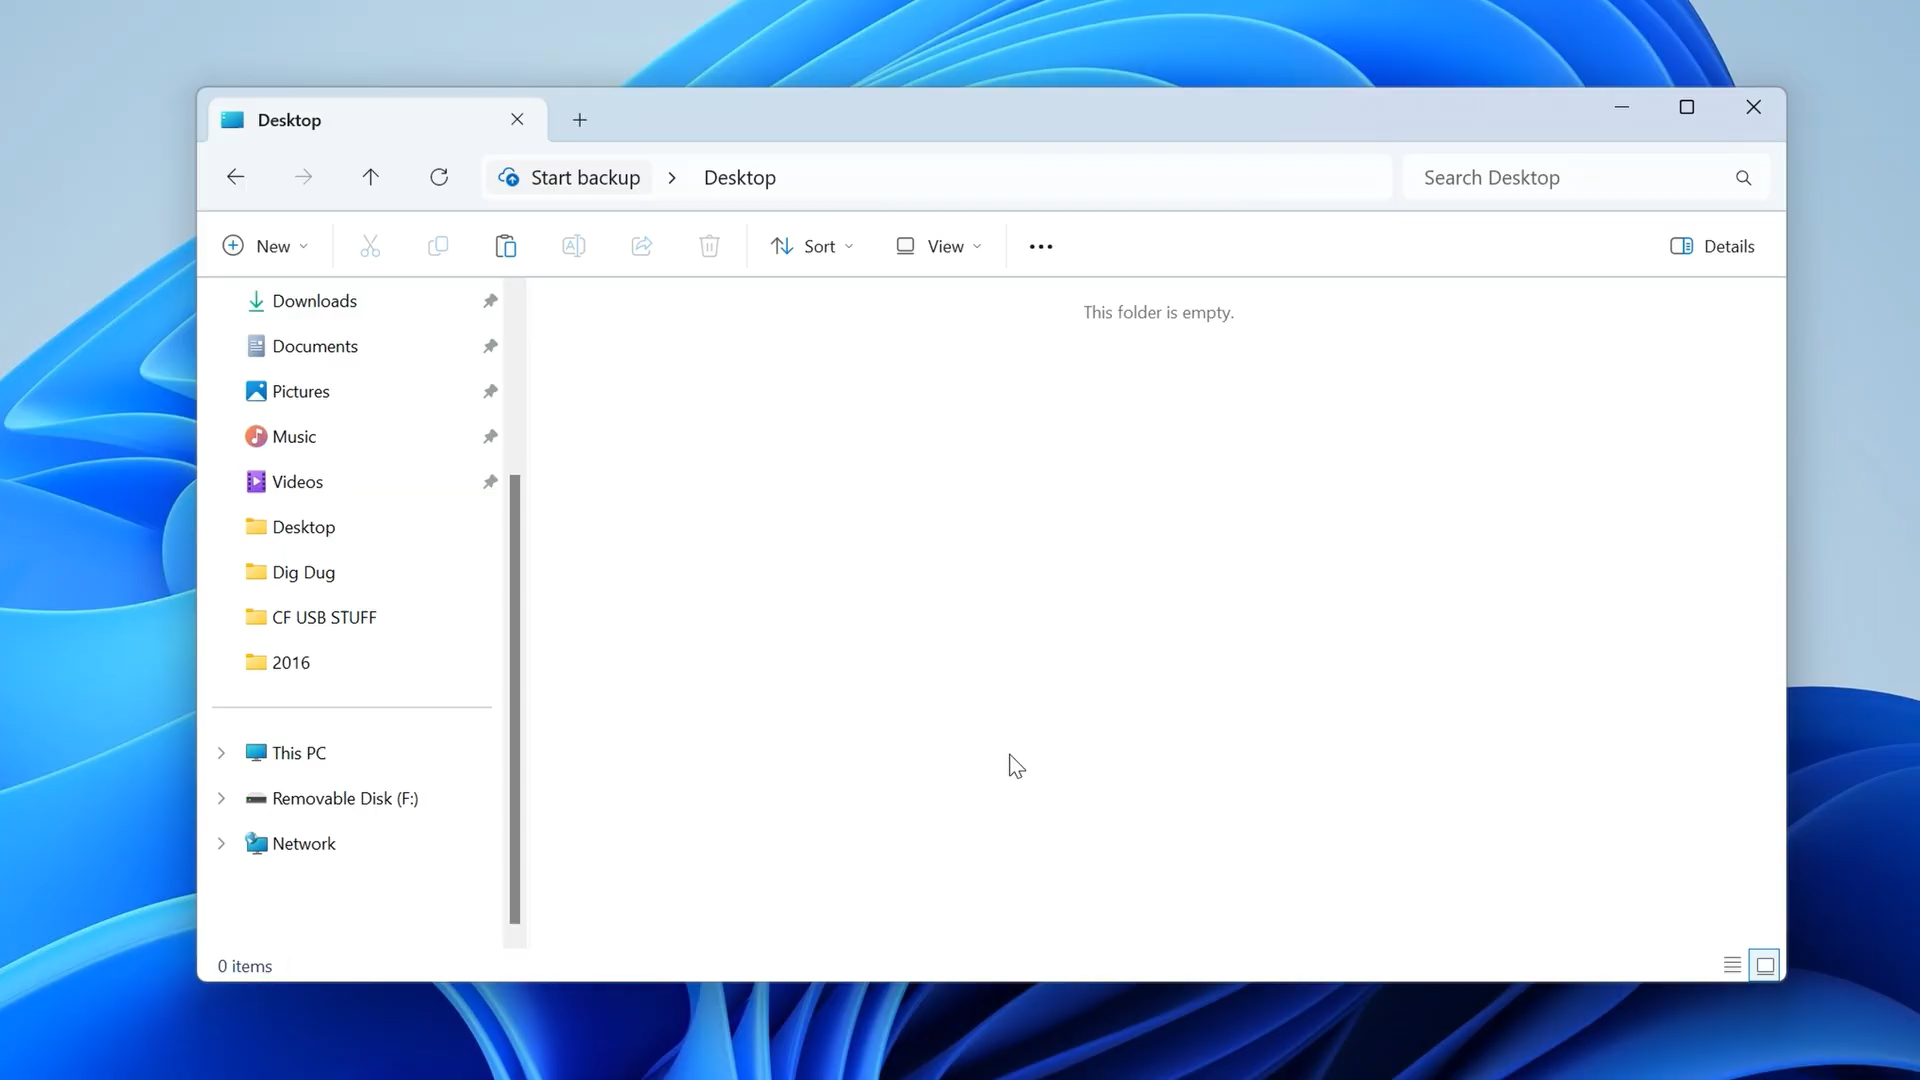 Desktop
Start backup > Desktop
Search Desktop
New
Sort
View
Details
Downloads
Documents
Pictures
Music
Videos
Desktop
Dig Dug
CF USB STUFF
2016
This PC
Removable Disk (F:)
Network
This folder is empty.
0 items